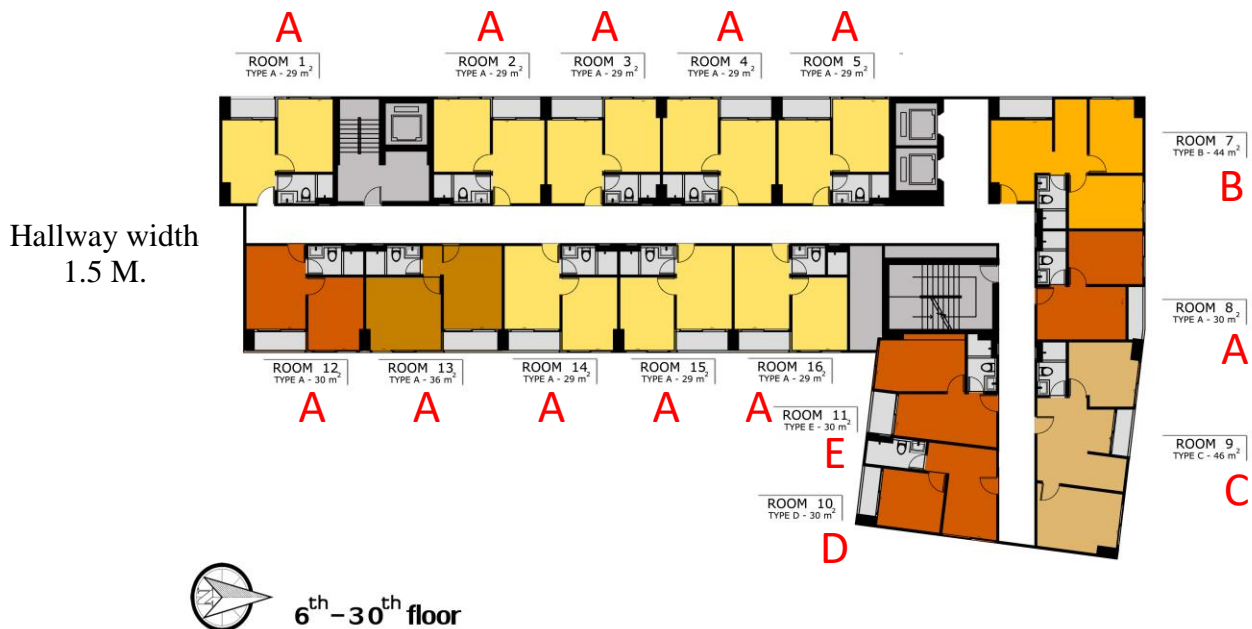 A
A
A
A
A
ROOM 1
TYPE A - 29 m²
ROOM 2
TYPE A - 29 m²
ROOM 3
TYPE A - 29 m²
ROOM 4
TYPE A - 29 m²
ROOM 5
TYPE A - 29 m²
ROOM 7
TYPE B - 44 m²
B
Hallway width
1.5 M.
ROOM 8
TYPE A - 30 m²
A
ROOM 12
TYPE A - 30 m²
A
ROOM 13
TYPE A - 36 m²
A
ROOM 14
TYPE A - 29 m²
A
ROOM 15
TYPE A - 29 m²
A
ROOM 16
TYPE A - 29 m²
A
ROOM 11
TYPE E - 30 m²
E
ROOM 9
TYPE C - 46 m²
C
ROOM 10
TYPE D - 30 m²
D
N
6th – 30th floor